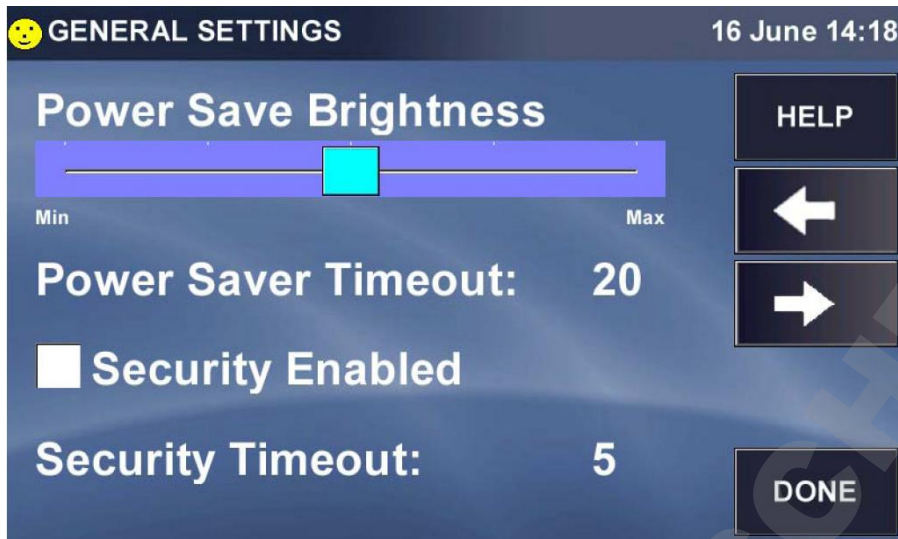 GENERAL SETTINGS 16 June 14:18
Power Save Brightness
HELP
Min Max
Power Saver Timeout: 20
Security Enabled
Security Timeout: 5
DONE